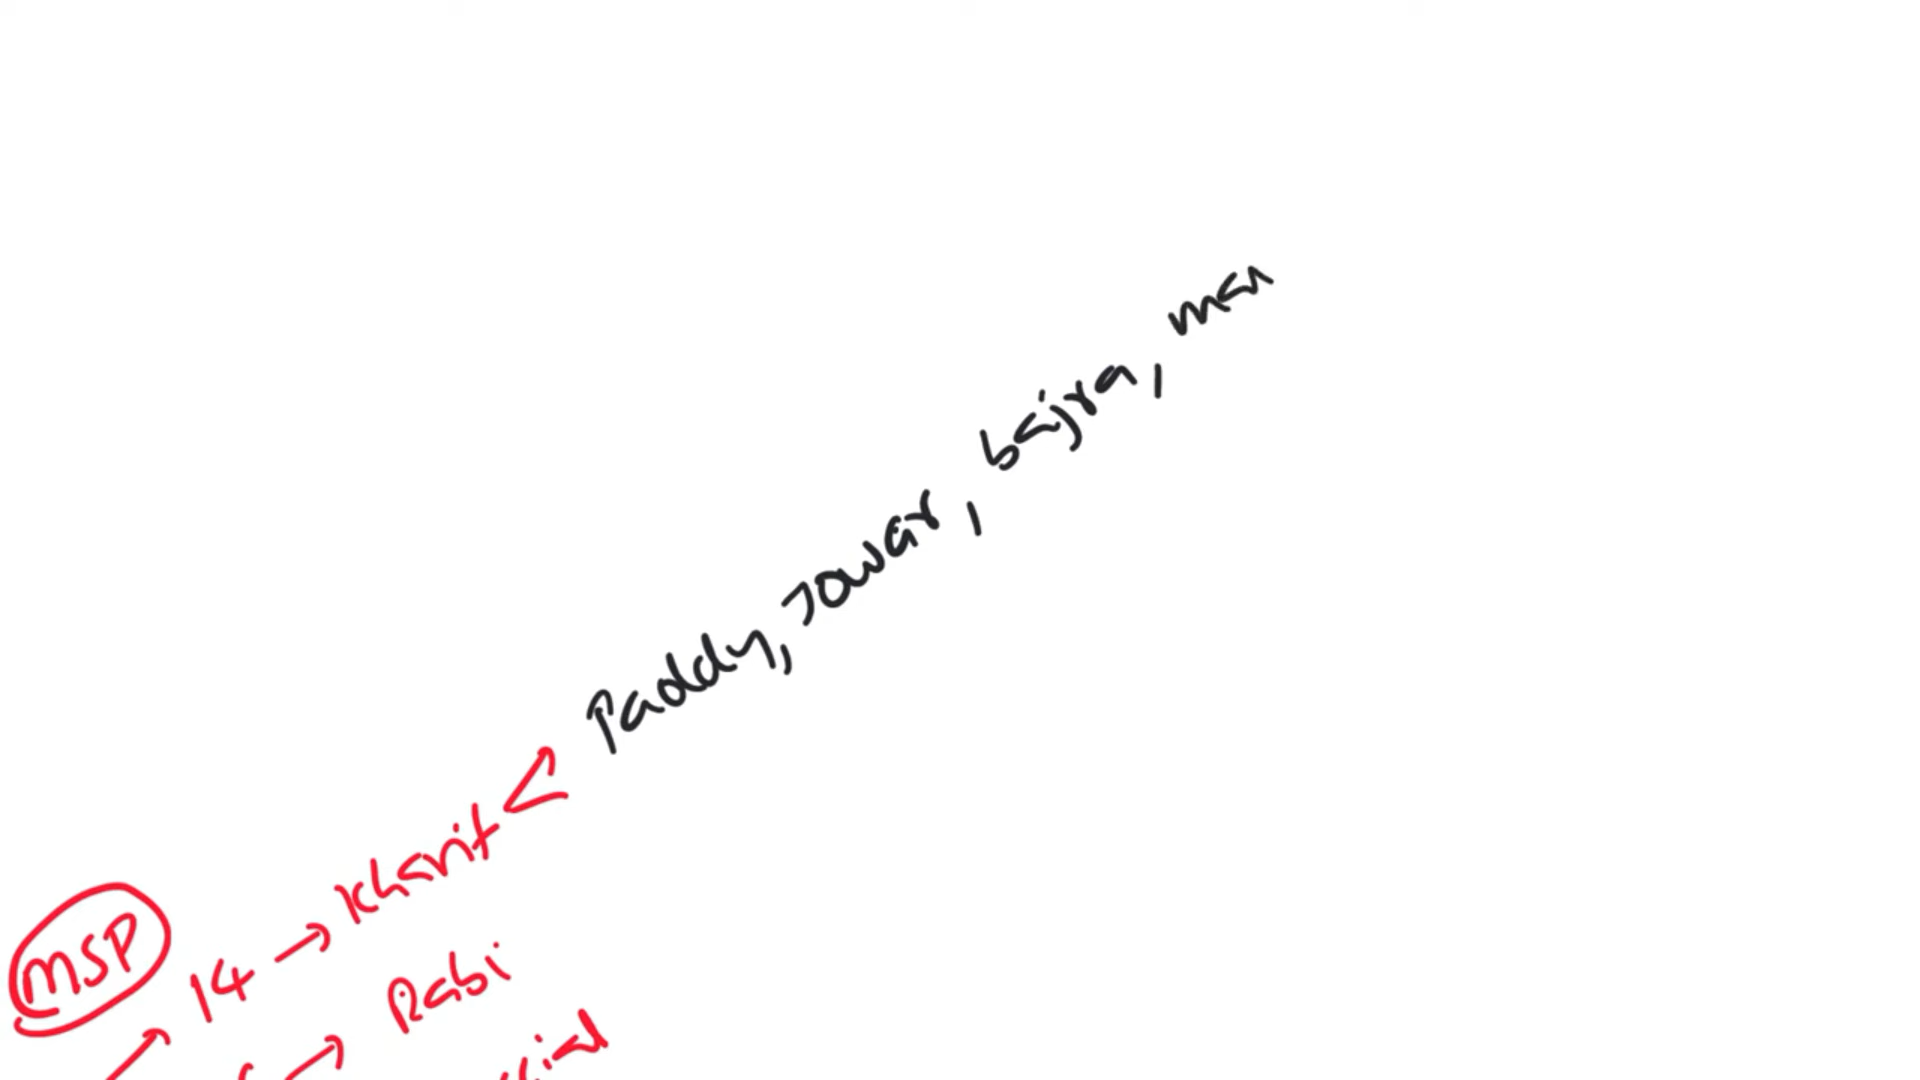 Paddy, Jowar, bajra, mai
MSP
14 → Kharif <
→ Rabi